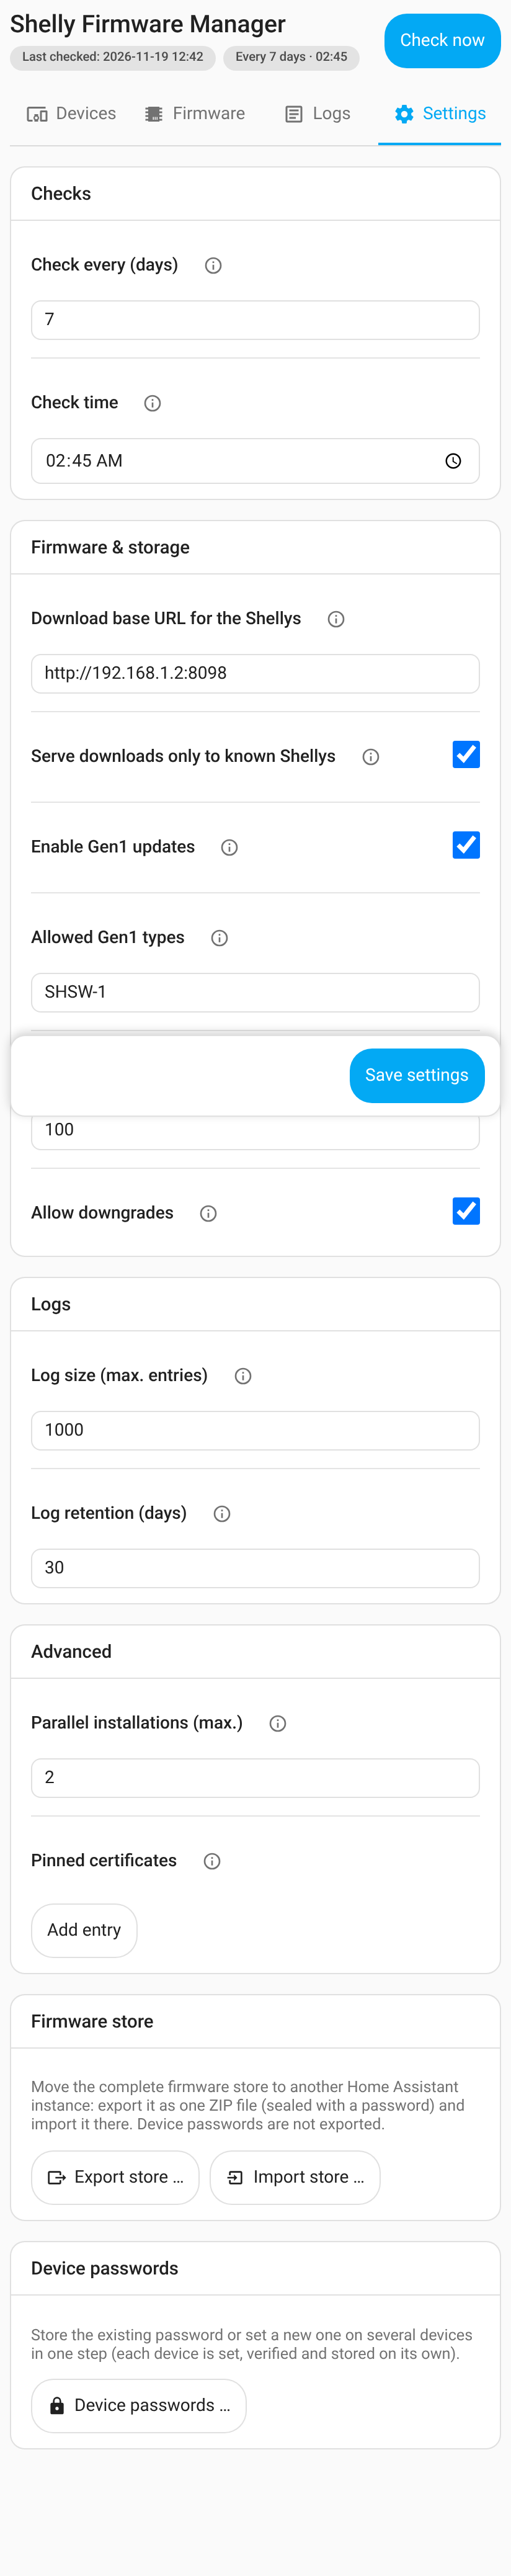 Shelly Firmware Manager
Check now
Last checked: 2026-11-19 12:42
Every 7 days · 02:45
Devices
Firmware
Logs
Settings
Checks
Check every (days)
7
Check time
02:45 AM
Firmware & storage
Download base URL for the Shellys
http://192.168.1.2:8098
Serve downloads only to known Shellys
Enable Gen1 updates
Allowed Gen1 types
SHSW-1
Save settings
100
Allow downgrades
Logs
Log size (max. entries)
1000
Log retention (days)
30
Advanced
Parallel installations (max.)
2
Pinned certificates
Add entry
Firmware store
Move the complete firmware store to another Home Assistant
instance: export it as one ZIP file (sealed with a password) and
import it there. Device passwords are not exported.
Export store ...
Import store ...
Device passwords
Store the existing password or set a new one on several devices
in one step (each device is set, verified and stored on its own).
Device passwords ...